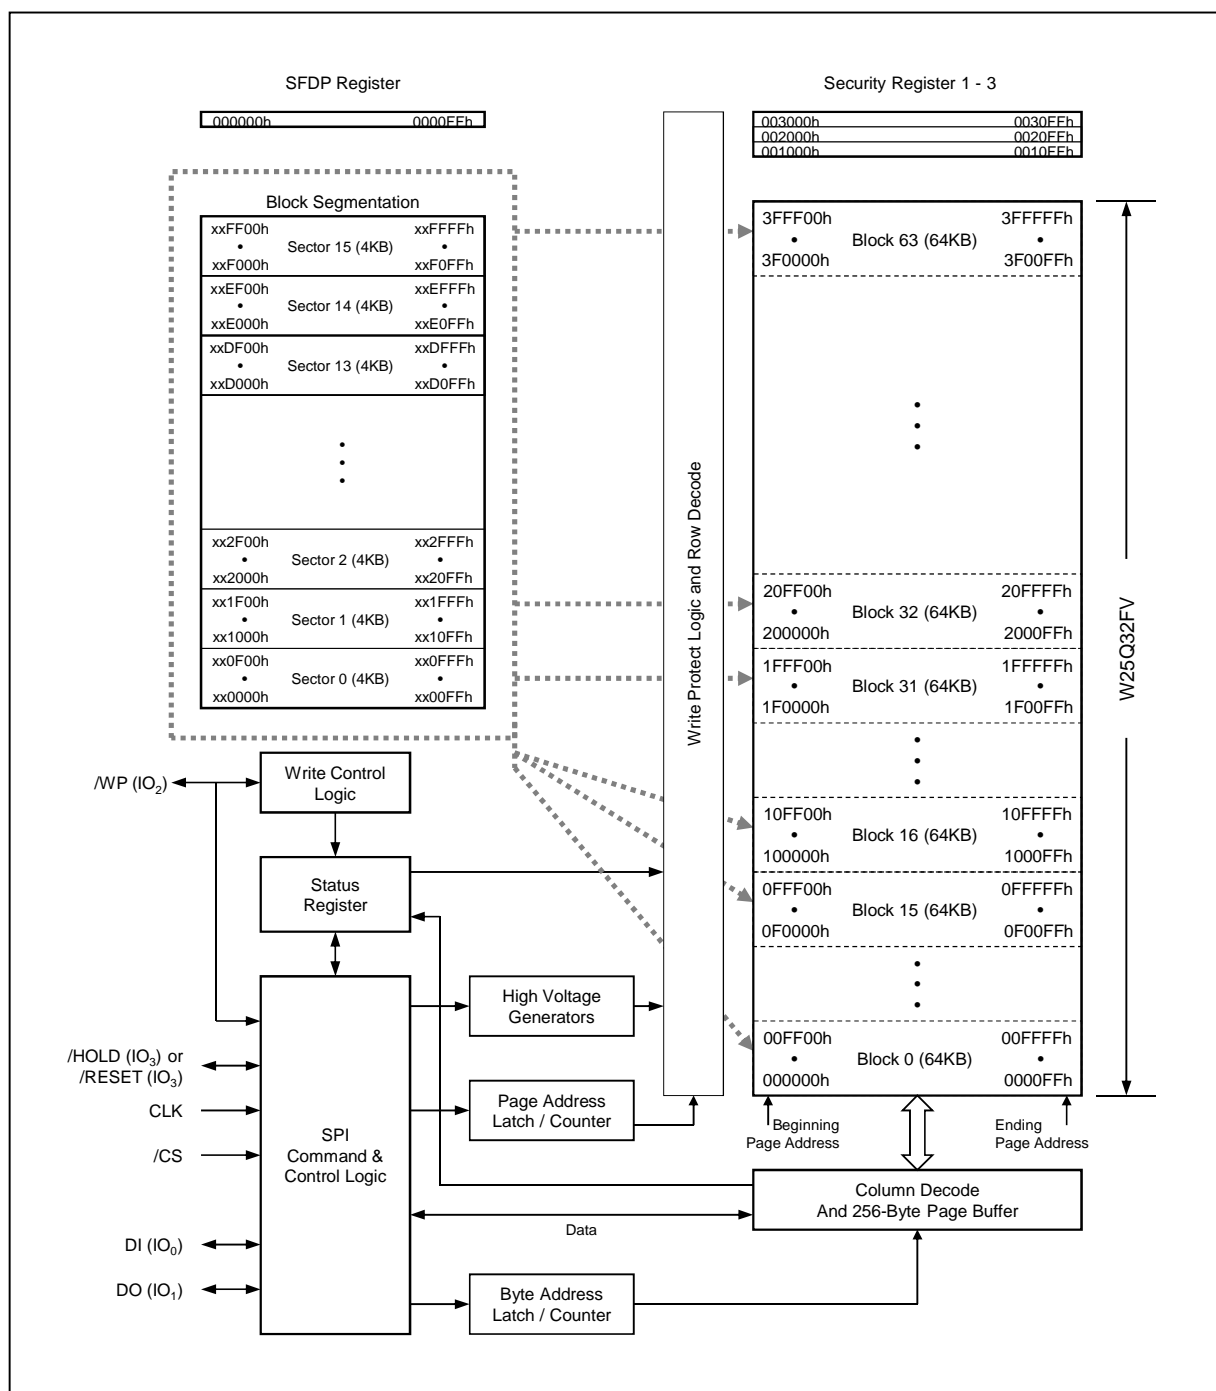 SFDP Register
000000h 0000FFh
Security Register 1 - 3
003000h 0030FFh
002000h 0020FFh
001000h 0010FFh
Block Segmentation
xxFF00h xxFFFFh
Sector 15 (4KB)
xxF000h xxF0FFh
xxEF00h xxEFFFh
Sector 14 (4KB)
xxE000h xxE0FFh
xxDF00h xxDFFFh
Sector 13 (4KB)
xxD000h xxD0FFh
xx2F00h xx2FFFh
Sector 2 (4KB)
xx2000h xx20FFh
xx1F00h xx1FFFh
Sector 1 (4KB)
xx1000h xx10FFh
xx0F00h xx0FFFh
Sector 0 (4KB)
xx0000h xx00FFh
Write Protect Logic and Row Decode
3FFF00h 3FFFFFh
Block 63 (64KB)
3F0000h 3F00FFh
20FF00h 20FFFFh
Block 32 (64KB)
200000h 2000FFh
1FFF00h 1FFFFFh
Block 31 (64KB)
1F0000h 1F00FFh
10FF00h 10FFFFh
Block 16 (64KB)
100000h 1000FFh
0FFF00h 0FFFFFh
Block 15 (64KB)
0F0000h 0F00FFh
00FF00h 00FFFFh
Block 0 (64KB)
000000h 0000FFh
W25Q32FV
Beginning
Page Address
Ending
Page Address
/WP (IO2)
Write Control
Logic
Status
Register
High Voltage
Generators
/HOLD (IO3) or
/RESET (IO3)
CLK
/CS
DI (IO0)
DO (IO1)
SPI
Command &
Control Logic
Page Address
Latch / Counter
Column Decode
And 256-Byte Page Buffer
Data
Byte Address
Latch / Counter